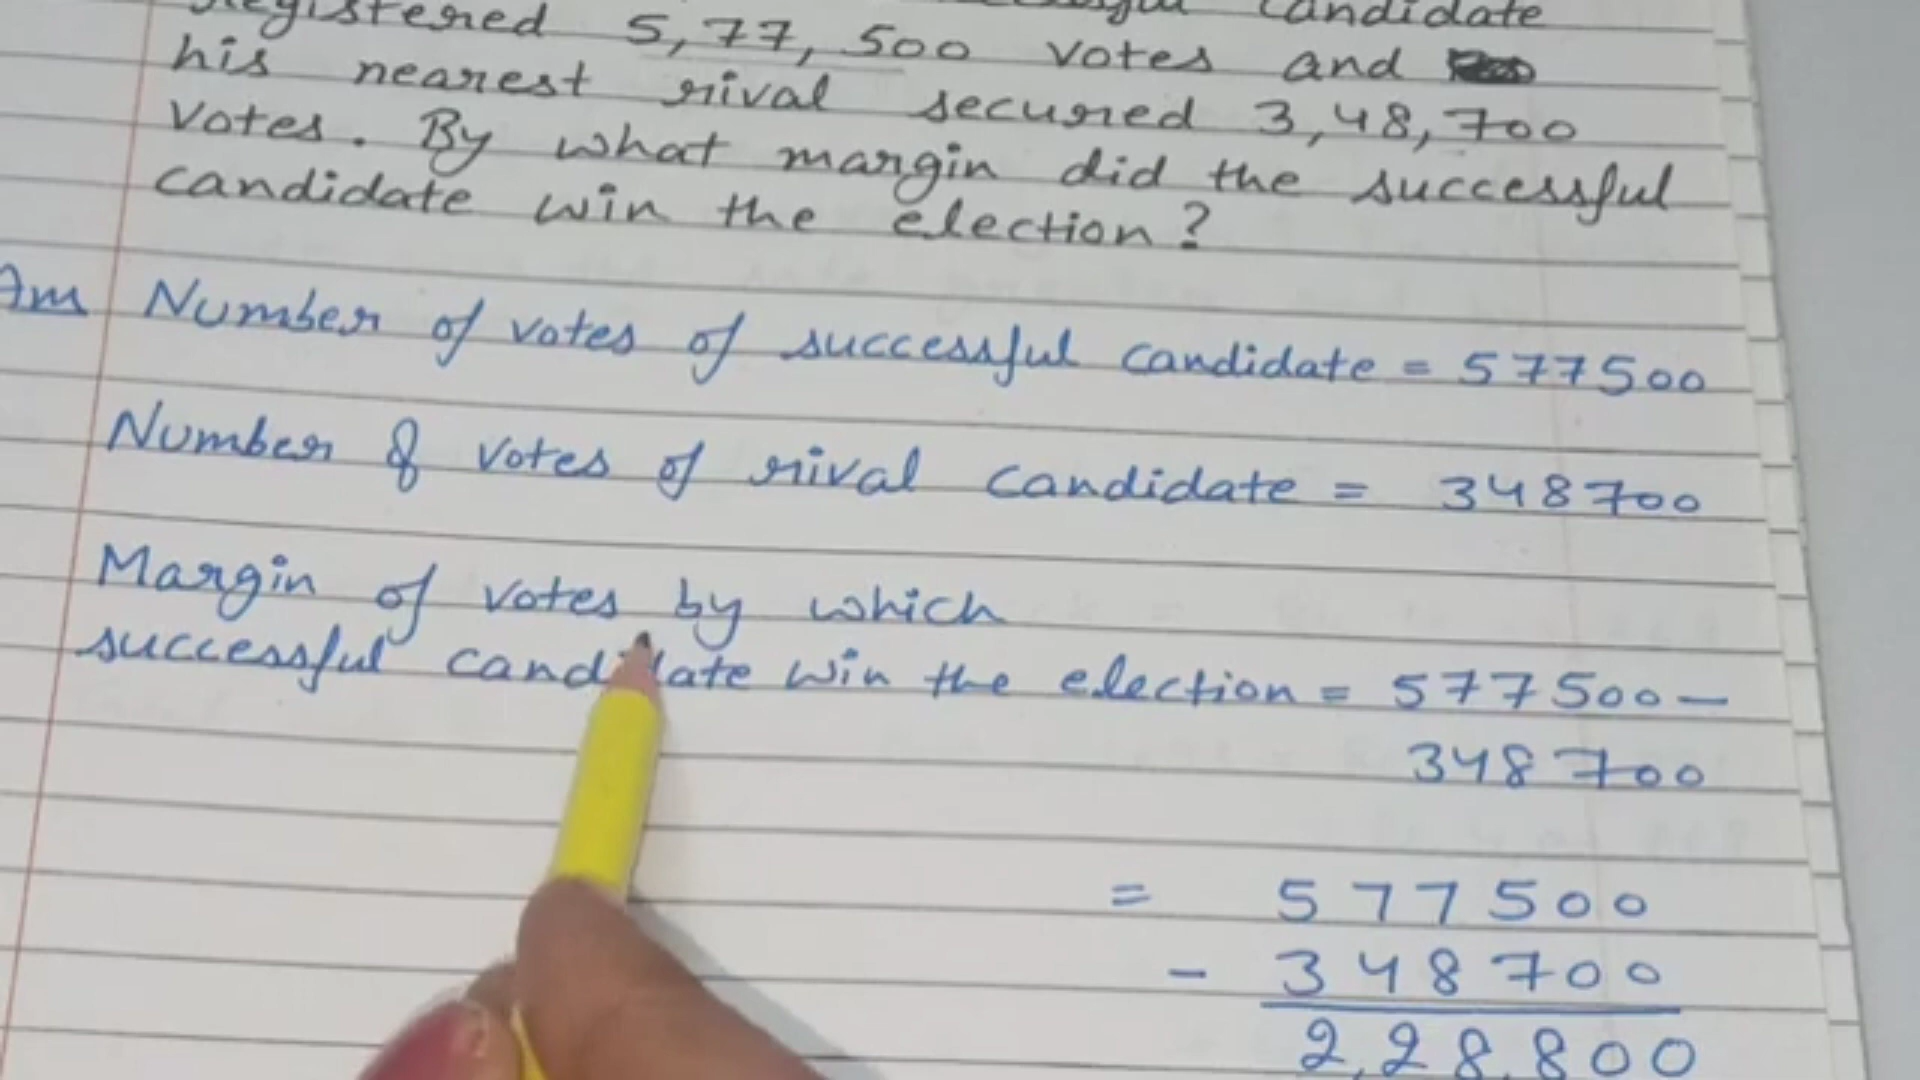 candidate
Registered 5,77,500 votes and
his nearest rival secured 3,48,700
votes. By what margin did the successful
candidate win the election?
Ans Number of votes of successful candidate = 577500
Number of votes of rival candidate = 348700
Margin of votes by which
successful candidate win the election = 577500 -
348700
= 577500
- 348700
2,28,800